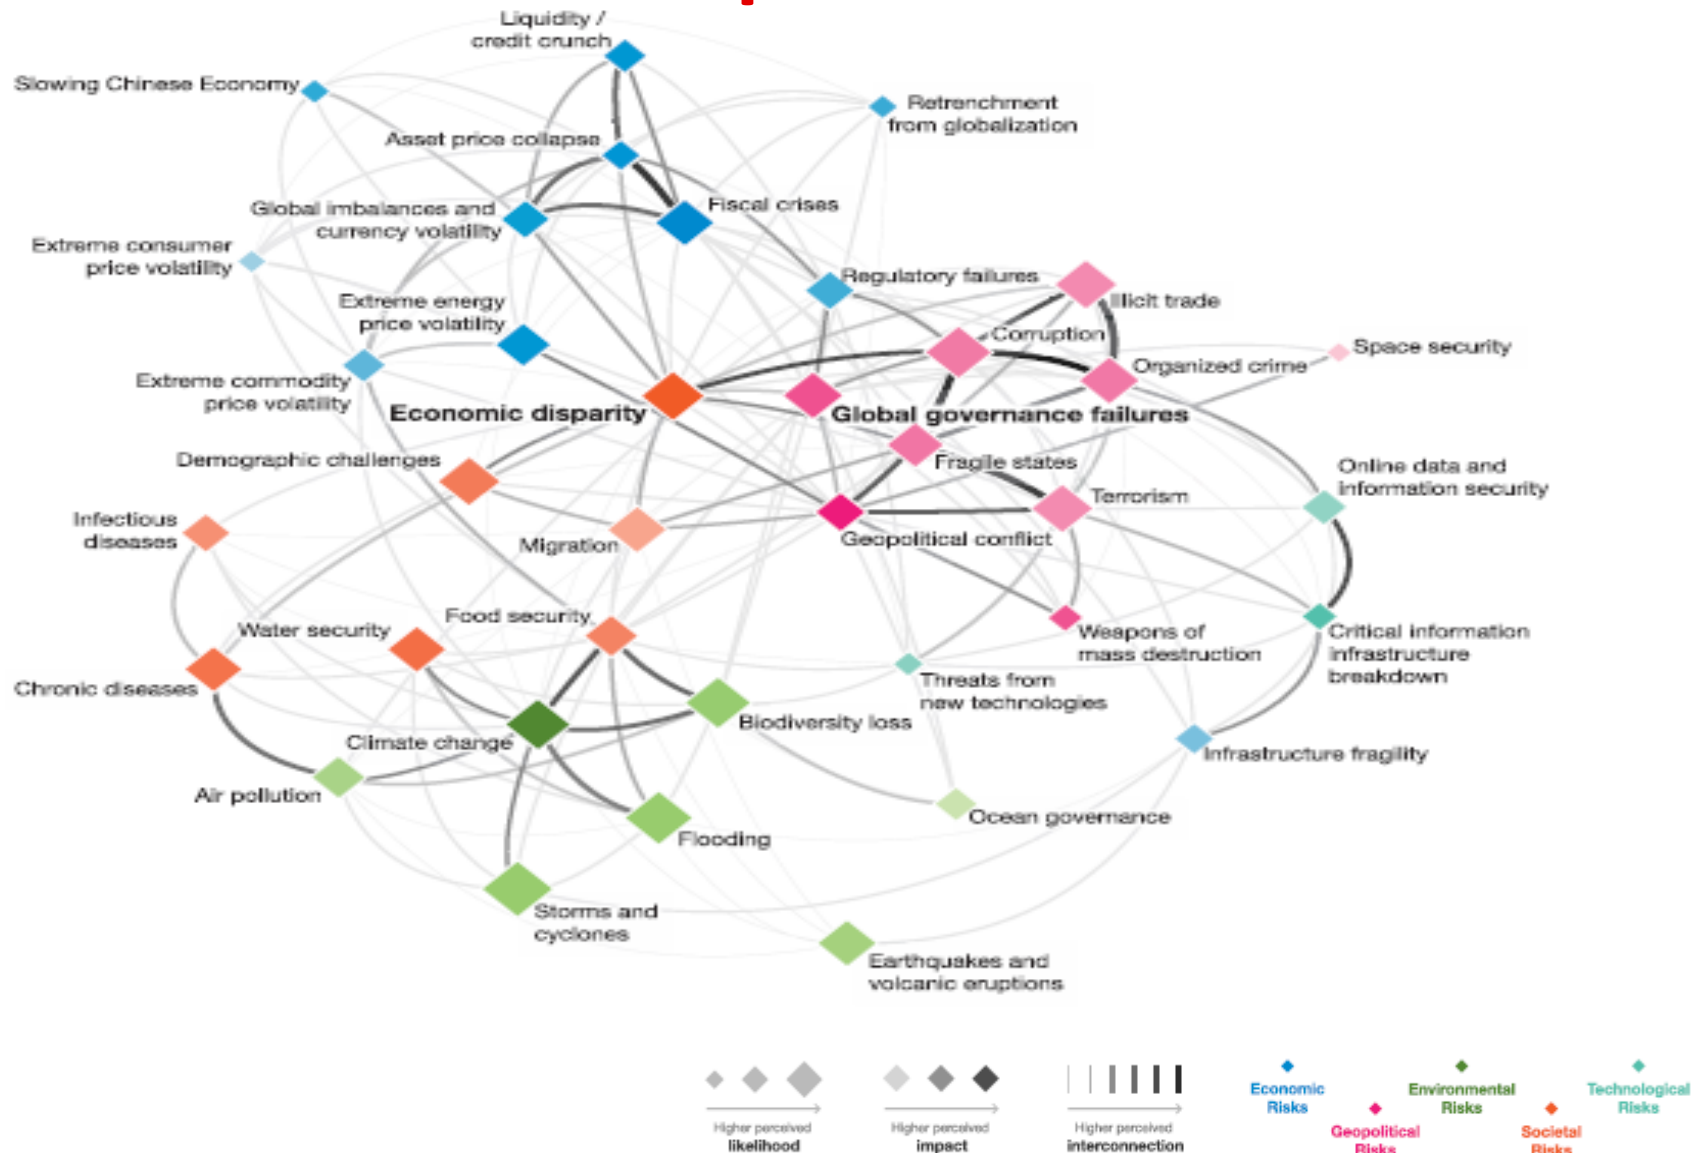 Liquidity /
credit crunch
Slowing Chinese Economy
Retrenchment
from globalization
Asset price collapse
Global imbalances and
currency volatility
Fiscal crises
Extreme consumer
price volatility
Regulatory failures
Illicit trade
Extreme energy
price volatility
Corruption
Space security
Organized crime
Extreme commodity
price volatility
Economic disparity
Global governance failures
Demographic challenges
Fragile states
Online data and
information security
Terrorism
Infectious
diseases
Migration
Geopolitical conflict
Food security
Water security
Weapons of
mass destruction
Critical information
infrastructure
breakdown
Chronic diseases
Threats from
new technologies
Biodiversity loss
Climate change
Infrastructure fragility
Air pollution
Ocean governance
Flooding
Storms and
cyclones
Earthquakes and
volcanic eruptions
Higher perceived
likelihood
Higher perceived
impact
Higher perceived
interconnection
Economic
Risks
Geopolitical
Risks
Environmental
Risks
Societal
Risks
Technological
Risks